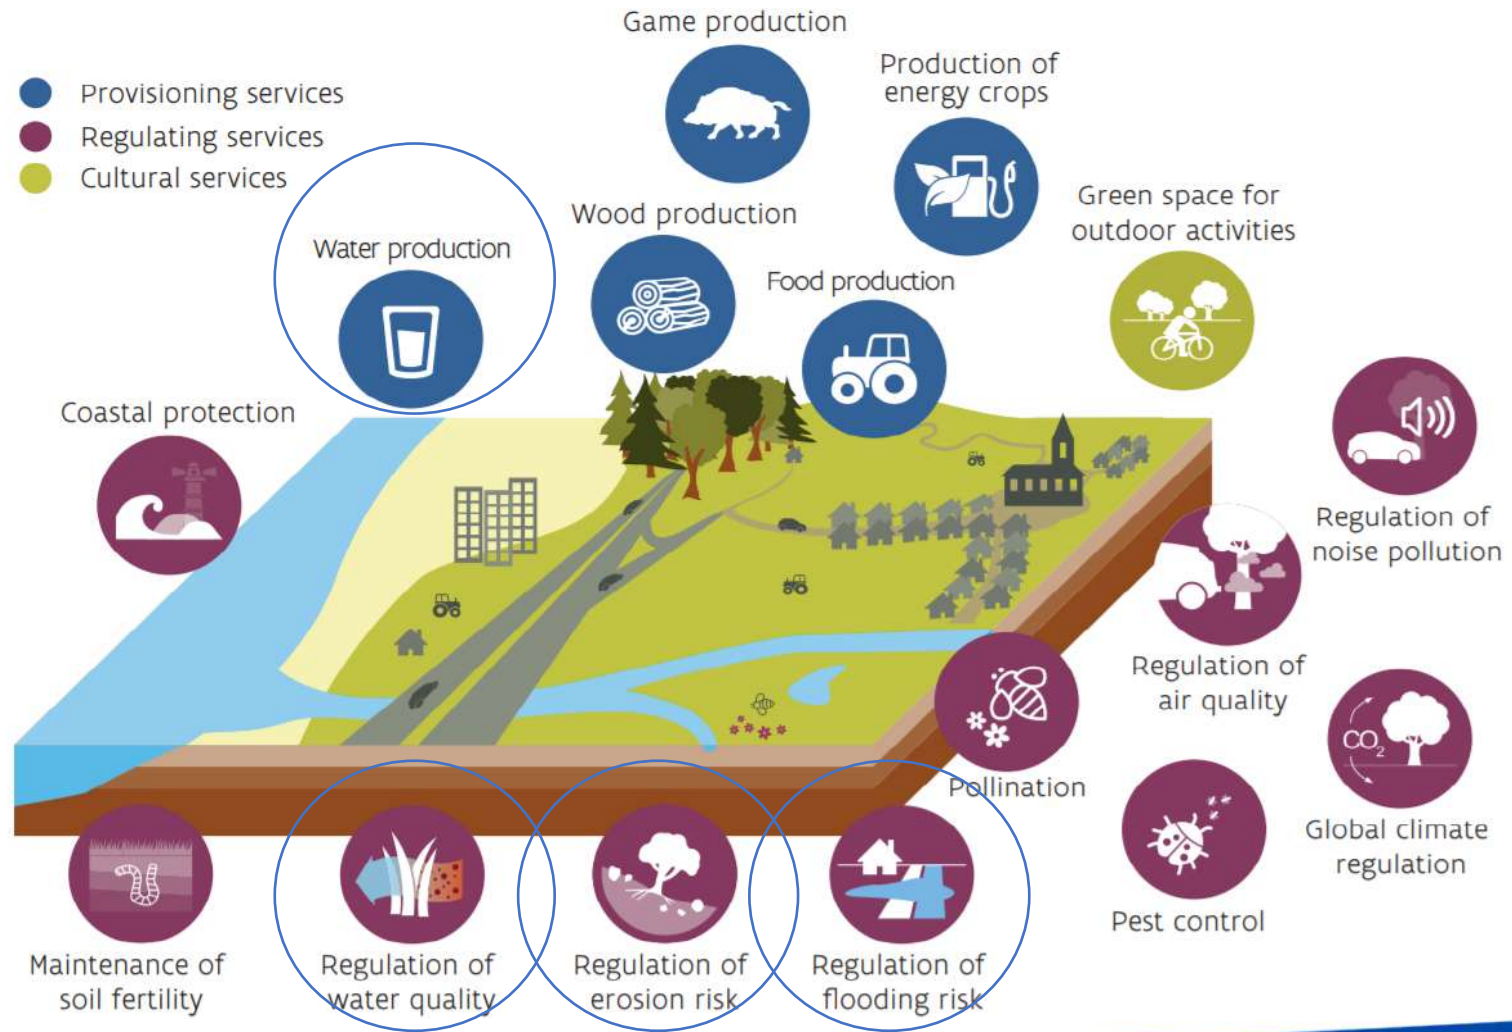 Game production
Production of
energy crops
Provisioning services
Regulating services
Cultural services
Green space for
outdoor activities
Wood production
Water production
Food production
Coastal protection
Regulation of
noise pollution
Regulation of
air quality
Pollination
CO2
Global climate
regulation
Pest control
Maintenance of
soil fertility
Regulation of
water quality
Regulation of
erosion risk
Regulation of
flooding risk